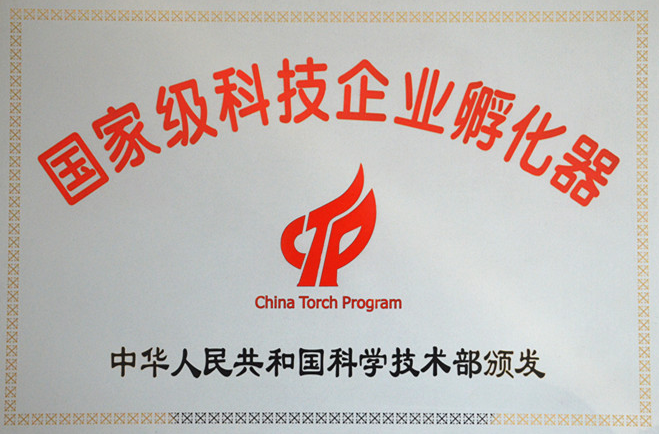 国家级科技企业孵化器
China Torch Program
中华人民共和国科学技术部颁发